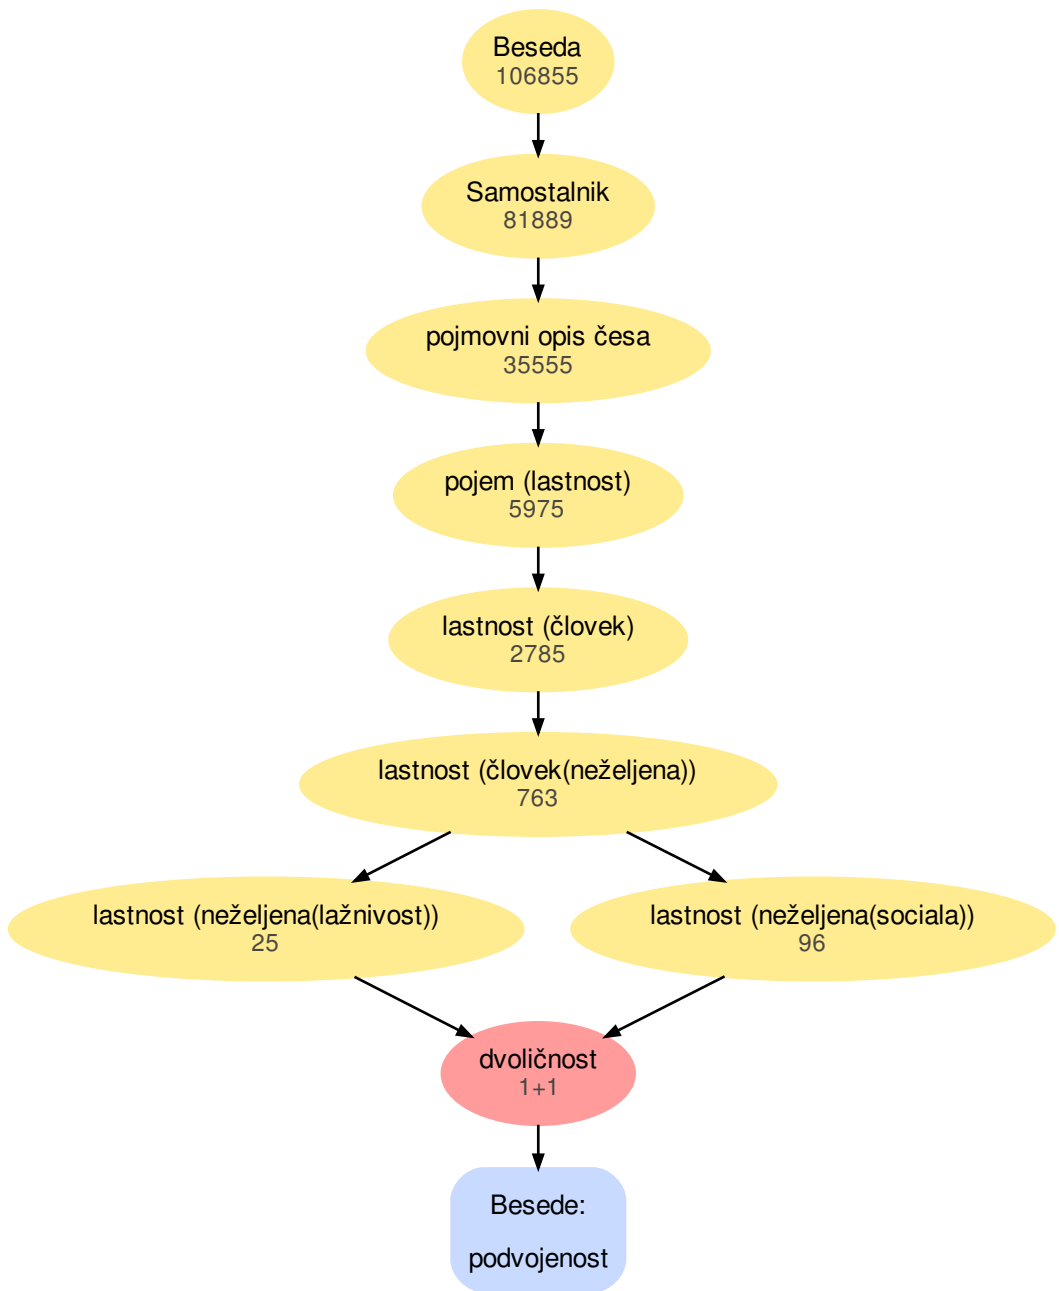 Beseda
106855
Samostalnik
81889
pojmovni opis česa
35555
pojem (lastnost)
5975
lastnost (človek)
2785
lastnost (človek(neželjena))
763
lastnost (neželjena(lažnivost))
25
lastnost (neželjena(sociala))
96
dvoličnost
1+1
Besede:
podvojenost